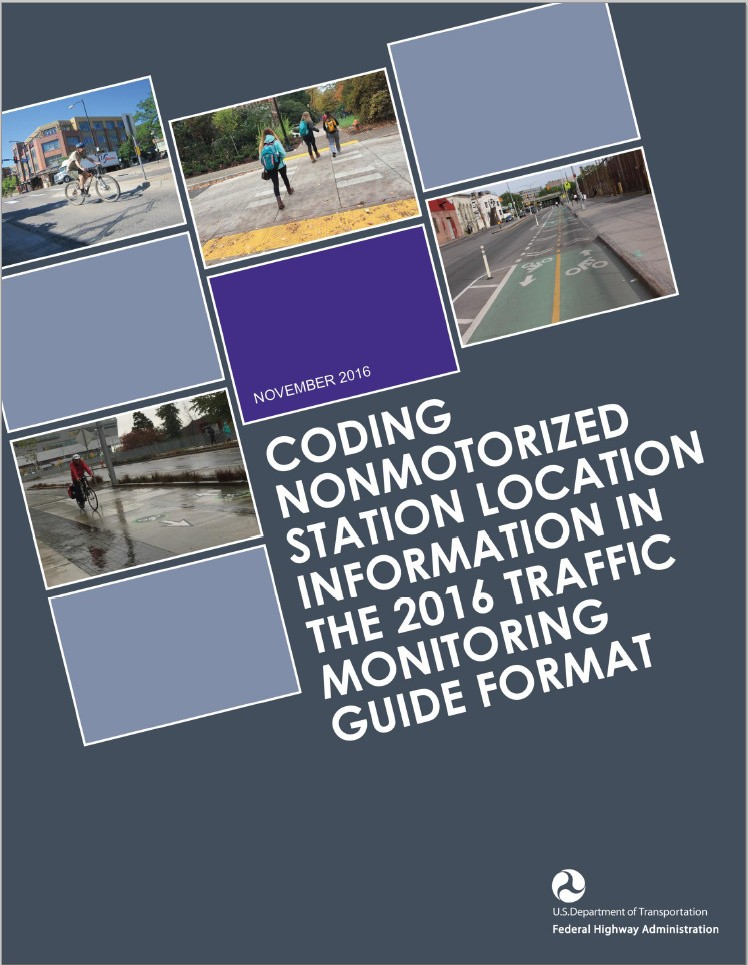 NOVEMBER 2016
CODING
NONMOTORIZED
STATION LOCATION
INFORMATION IN
THE 2016 TRAFFIC
MONITORING
GUIDE FORMAT
U.S.Department of Transportation
Federal Highway Administration